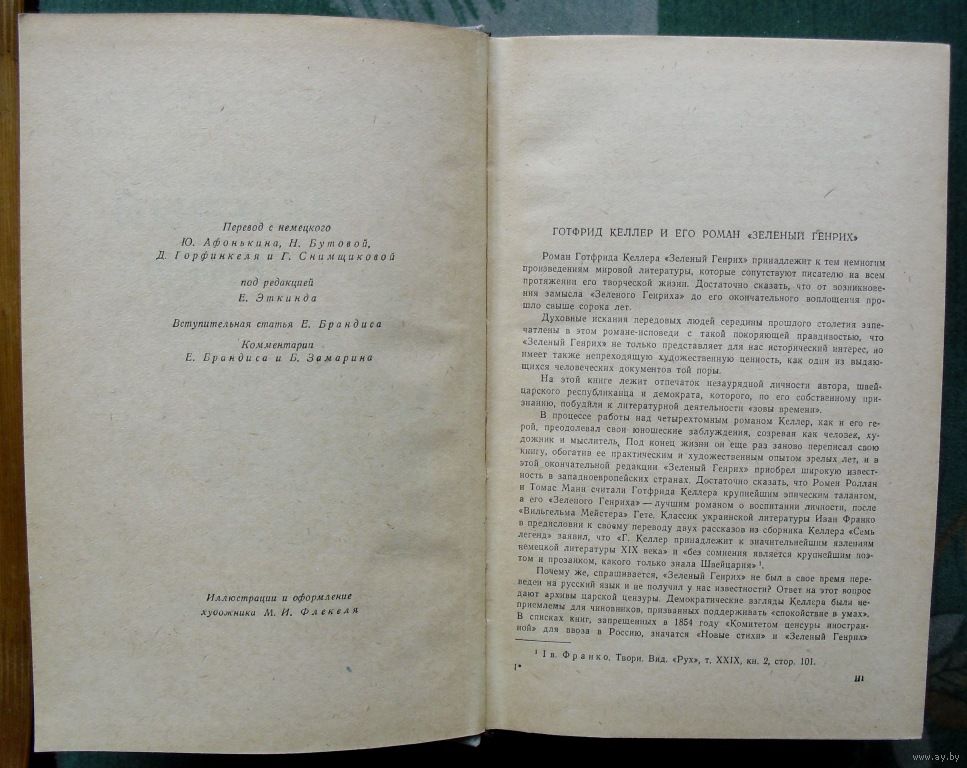 Перевод с немецкого
Ю. Афонькина, Н. Бутовой,
Д. Горфинкеля и Г. Снимщиковой
под редакцией
Е. Эткинда
Вступительная статья Е. Брандиса
Комментарии
Е. Брандиса и Б. Замарина
Иллюстрации и оформление
художника М. И. Флекеля
ГОТФРИД КЕЛЛЕР И ЕГО РОМАН «ЗЕЛЕНЫЙ ГЕНРИХ»
Роман Готфрида Келлера «Зеленый Генрих» принадлежит к тем немногим
произведениям мировой литературы, которые сопутствуют писателю на всем
протяжении его творческой жизни. Достаточно сказать, что от возникнове-
ния замысла «Зеленого Генриха» до его окончательного воплощения про-
шло свыше сорока лет.
Духовные искания передовых людей середины прошлого столетия запе-
чатлены в этом романе-исповеди с такой покоряющей правдивостью, что
«Зеленый Генрих» не только представляет для нас исторический интерес, но
имеет также непреходящую художественную ценность, как один из выдаю-
щихся человеческих документов той поры.
На этой книге лежит отпечаток незаурядной личности автора, швей-
царского республиканца и демократа, которого, по его собственному при-
знанию, побудили к литературной деятельности «зовы времени».
В процессе работы над четырехтомным романом Келлер, как и его ге-
рой, преодолевал свои юношеские заблуждения, созревая как человек, ху-
дожник и мыслитель. Под конец жизни он еще раз заново переписал свою
книгу, обогатив ее практическим и художественным опытом зрелых лет, и в
этой окончательной редакции «Зеленый Генрих» приобрел широкую извест-
ность в западноевропейских странах. Достаточно сказать, что Ромен Роллан
и Томас Манн считали Готфрида Келлера крупнейшим эпическим талантом,
а его «Зеленого Генриха» — лучшим романом о воспитании личности, после
«Вильгельма Мейстера» Гете. Классик украинской литературы Иван Франко
в предисловии к своему переводу двух рассказов из сборника Келлера «Семь
легенд» заявил, что «Г. Келлер принадлежит к значительнейшим явлениям
немецкой литературы XIX века» и «без сомнения является крупнейшим поэ-
том и прозаиком, какого только знала Швейцария» ¹.
Почему же, спрашивается, «Зеленый Генрих» не был в свое время пере-
веден на русский язык и не получил у нас известности? Ответ на этот вопрос
дают архивы царской цензуры. Демократические взгляды Келлера были не-
приемлемы для чиновников, призванных поддерживать «спокойствие в умах».
В списках книг, запрещенных в 1854 году «Комитетом цензуры иностран-
ной» для ввоза в Россию, значатся «Новые стихи» и «Зеленый Генрих»
¹ Ів. Франко, Твори. Вид. «Рух», т. XXIX, кн. 2, стор. 101.
1*
III
www.ay.by